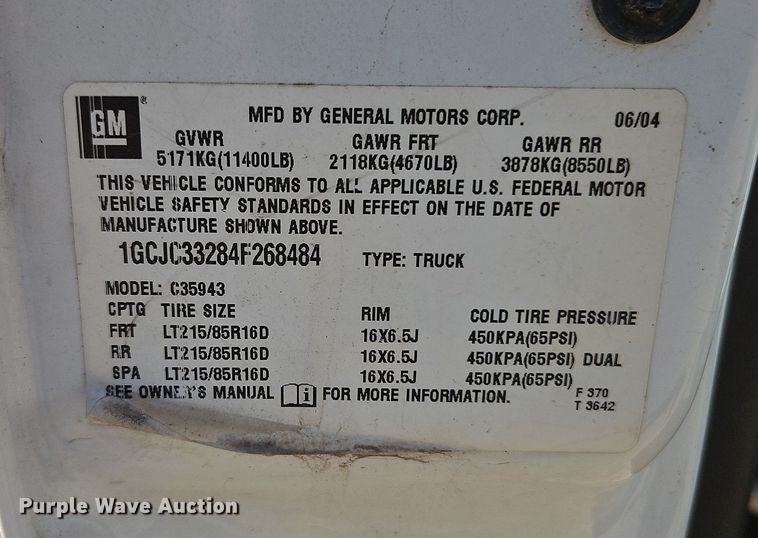 GM ® MFD BY GENERAL MOTORS CORP. 06/04
GVWR GAWR FRT GAWR RR
5171KG(11400LB) 2118KG(4670LB) 3878KG(8550LB)
THIS VEHICLE CONFORMS TO ALL APPLICABLE U.S. FEDERAL MOTOR
VEHICLE SAFETY STANDARDS IN EFFECT ON THE DATE OF
MANUFACTURE SHOWN ABOVE.
1GCJC33284F268484 TYPE: TRUCK
MODEL: C35943
CPTG TIRE SIZE RIM COLD TIRE PRESSURE
FRT LT215/85R16D 16X6.5J 450KPA(65PSI)
RR LT215/85R16D 16X6.5J 450KPA(65PSI) DUAL
SPA LT215/85R16D 16X6.5J 450KPA(65PSI)
SEE OWNER'S MANUAL i FOR MORE INFORMATION.
F 370
T 3642
Purple Wave Auction